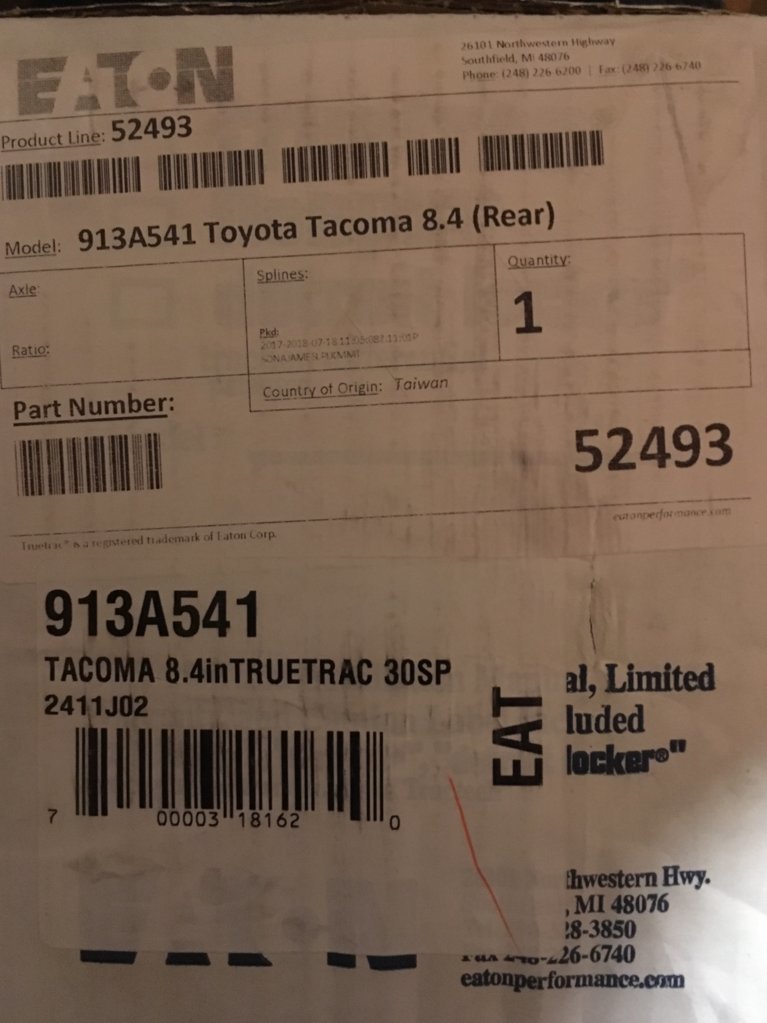 EATON
26101 Northwestern Highway
Southfield, MI 48076
Phone: (248) 226-6200 | Fax: (248) 226-6740
Product Line: 52493
Model: 913A541 Toyota Tacoma 8.4 (Rear)
Axle:
Splines:
Quantity:
1
Ratio:
Pkd:
Country of Origin: Taiwan
Part Number:
52493
eatonperformance.com
Truetrac® is a registered trademark of Eaton Corp.
913A541
TACOMA 8.4inTRUETRAC 30SP
2411J02
EAT
7 00003 18162 0
al, Limited
luded
locker®"
thwestern Hwy.
, MI 48076
28-3850
26-6740
eatonperformance.com